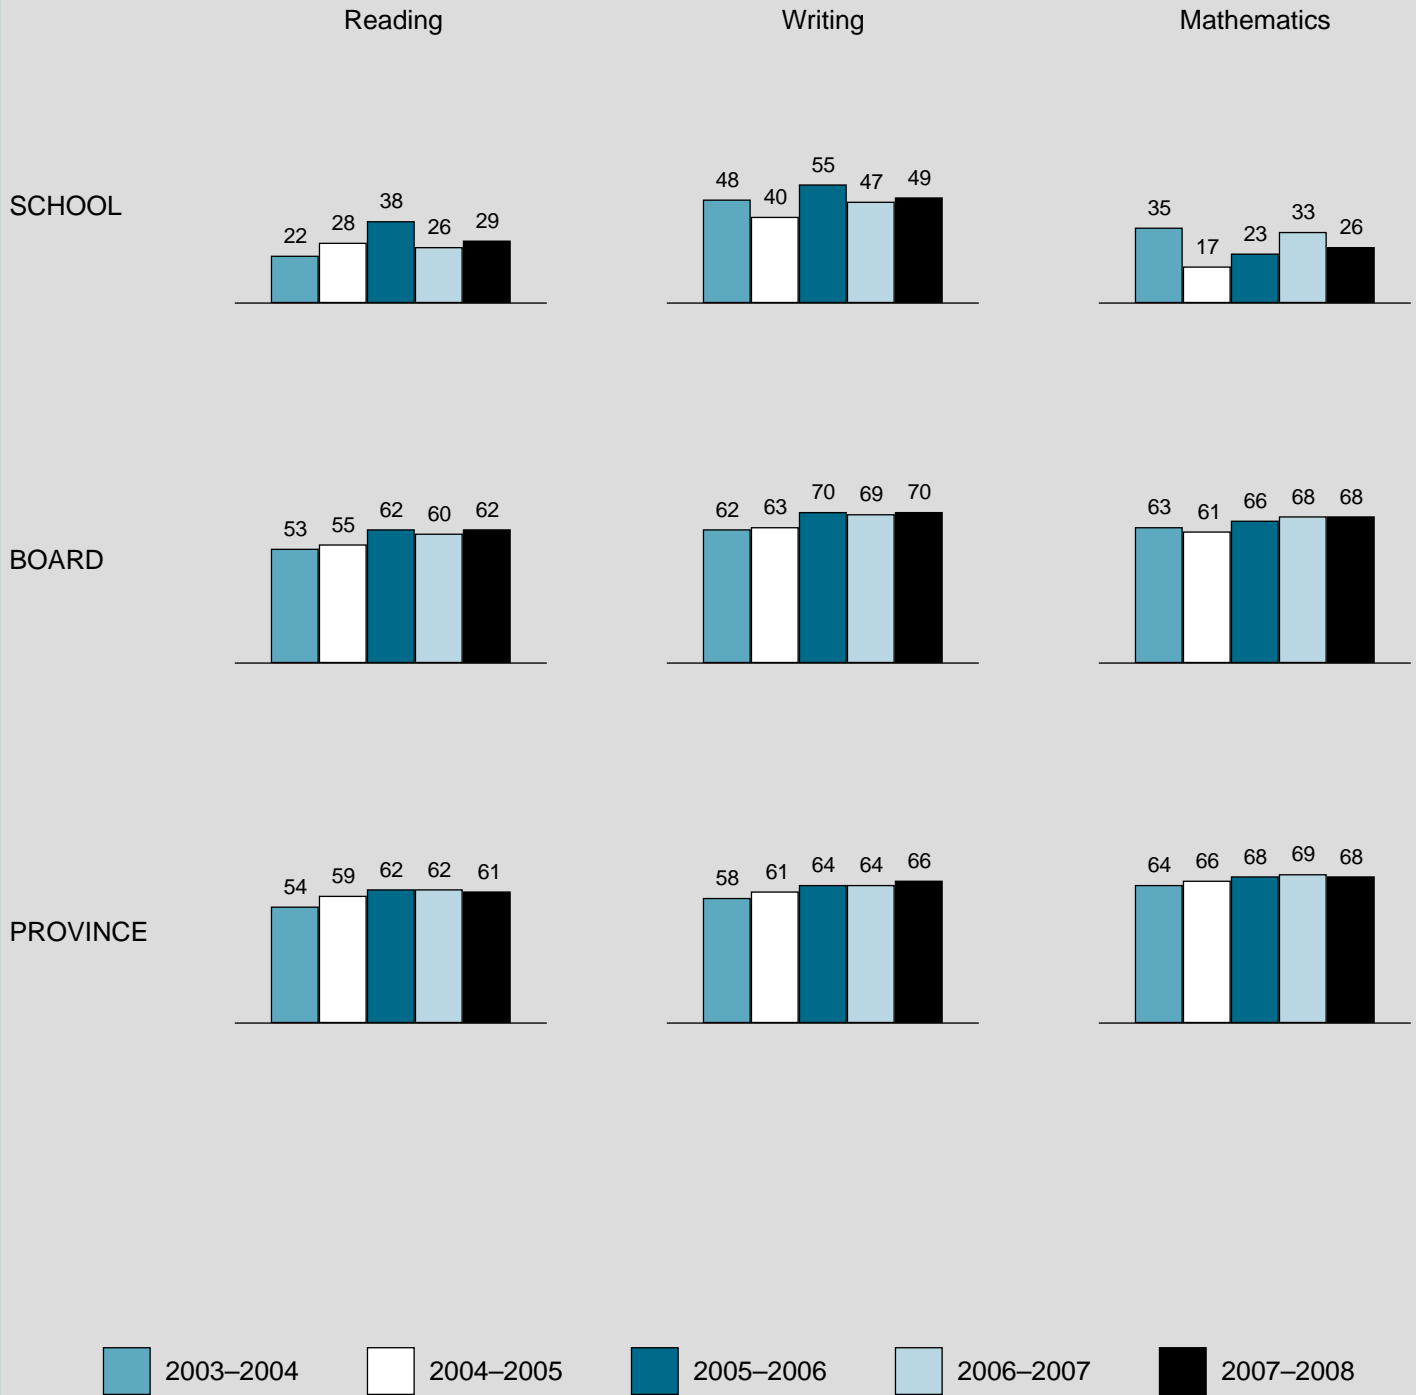 Reading Writing Mathematics
SCHOOL
22 28 38 26 29
48 40 55 47 49
35 17 23 33 26
BOARD
53 55 62 60 62
62 63 70 69 70
63 61 66 68 68
PROVINCE
54 59 62 62 61
58 61 64 64 66
64 66 68 69 68
2003–2004 2004–2005 2005–2006 2006–2007 2007–2008